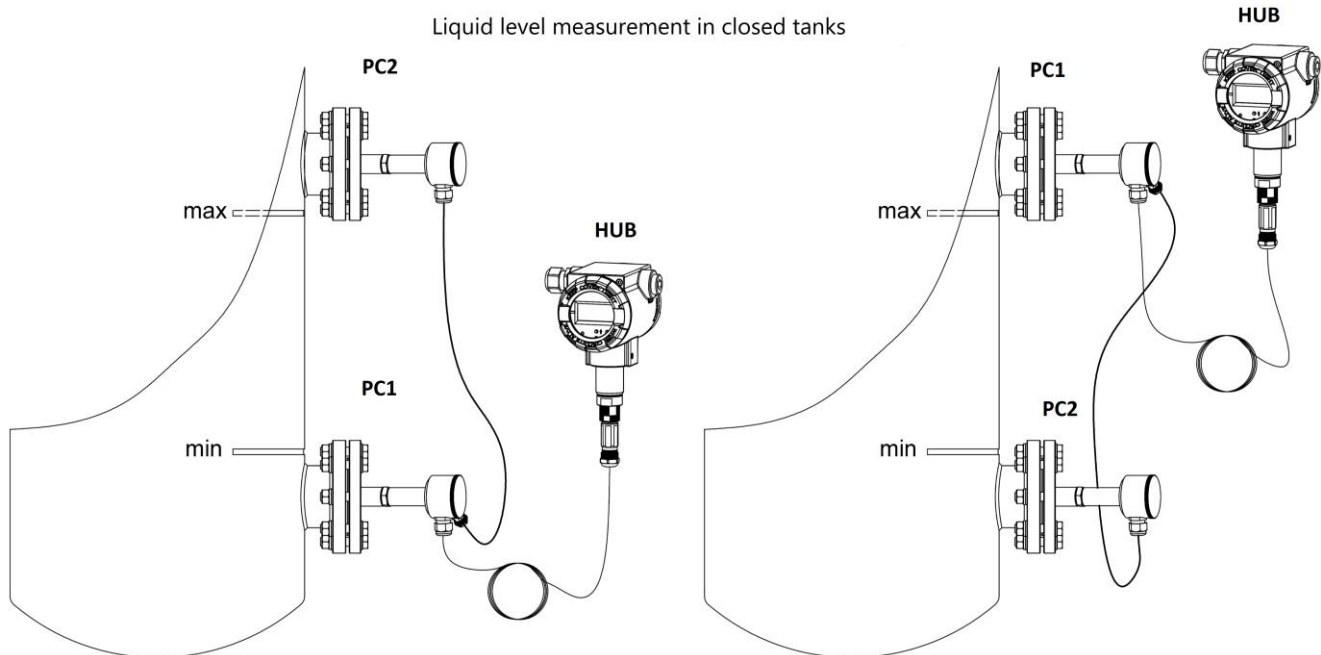 Liquid level measurement in closed tanks
HUB
PC2
PC1
max
max
HUB
PC1
PC2
min
min